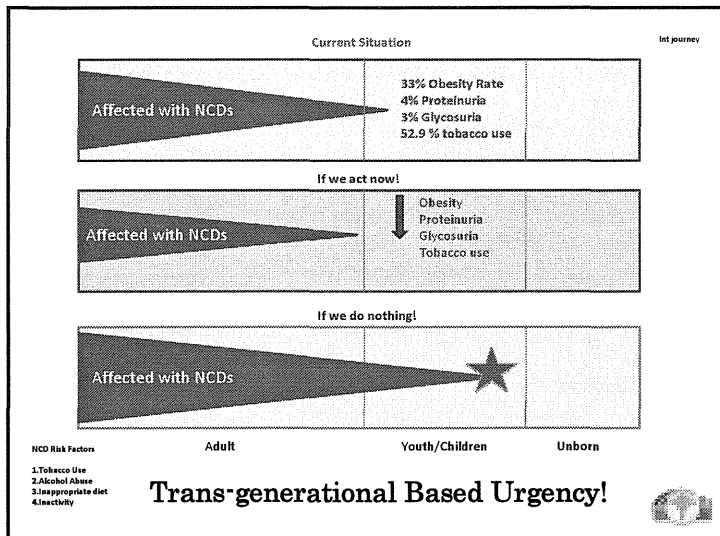 Current Situation
Int journey
Affected with NCDs
33% Obesity Rate
4% Proteinuria
3% Glycosuria
52.9 % tobacco use
If we act now!
Affected with NCDs
Obesity
Proteinuria
Glycosuria
Tobacco use
If we do nothing!
Affected with NCDs
Adult
Youth/Children
Unborn
NCD Risk Factors
1.Tobacco Use
2.Alcohol Abuse
3.Inappropriate diet
4.Inactivity
Trans-generational Based Urgency!